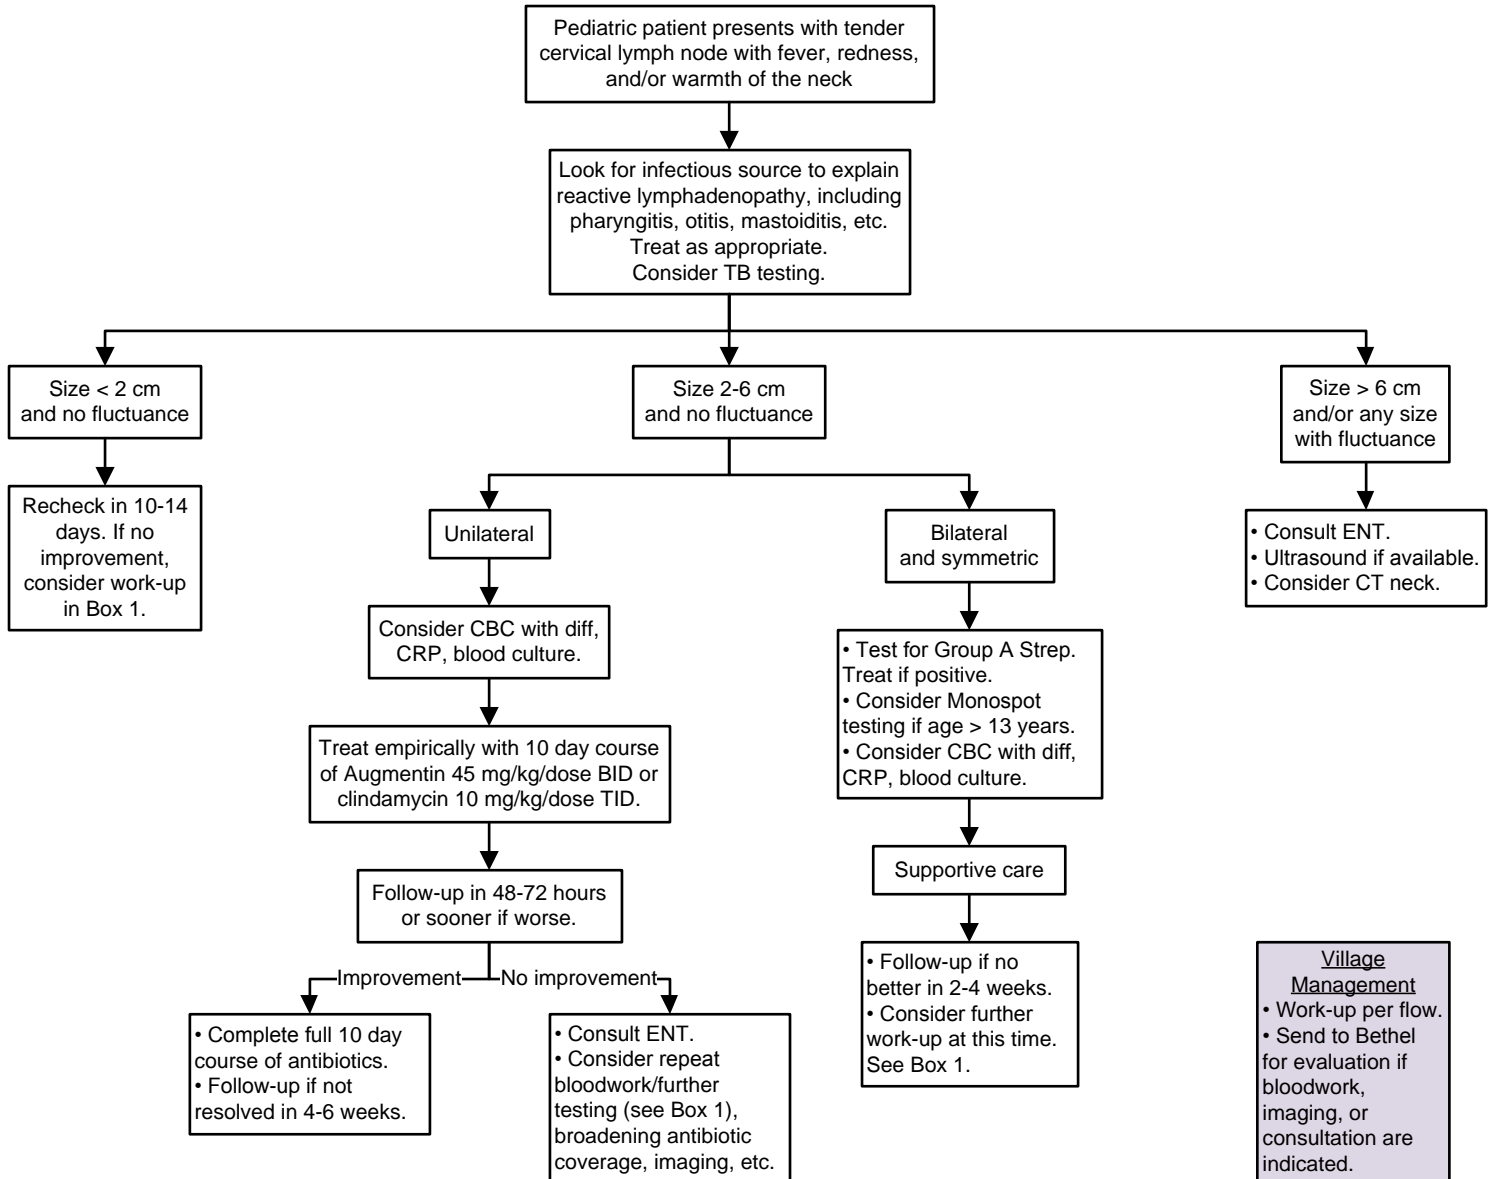 Pediatric patient presents with tender
cervical lymph node with fever, redness,
and/or warmth of the neck
Look for infectious source to explain
reactive lymphadenopathy, including
pharyngitis, otitis, mastoiditis, etc.
Treat as appropriate.
Consider TB testing.
Size < 2 cm
and no fluctuance
Recheck in 10-14
days. If no
improvement,
consider work-up
in Box 1.
Size 2-6 cm
and no fluctuance
Unilateral
Consider CBC with diff,
CRP, blood culture.
Treat empirically with 10 day course
of Augmentin 45 mg/kg/dose BID or
clindamycin 10 mg/kg/dose TID.
Follow-up in 48-72 hours
or sooner if worse.
Improvement
• Complete full 10 day
course of antibiotics.
• Follow-up if not
resolved in 4-6 weeks.
No improvement
• Consult ENT.
• Consider repeat
bloodwork/further
testing (see Box 1),
broadening antibiotic
coverage, imaging, etc.
Bilateral
and symmetric
• Test for Group A Strep.
Treat if positive.
• Consider Monospot
testing if age > 13 years.
• Consider CBC with diff,
CRP, blood culture.
Supportive care
• Follow-up if no
better in 2-4 weeks.
• Consider further
work-up at this time.
See Box 1.
Size > 6 cm
and/or any size
with fluctuance
• Consult ENT.
• Ultrasound if available.
• Consider CT neck.
Village
Management
• Work-up per flow.
• Send to Bethel
for evaluation if
bloodwork,
imaging, or
consultation are
indicated.